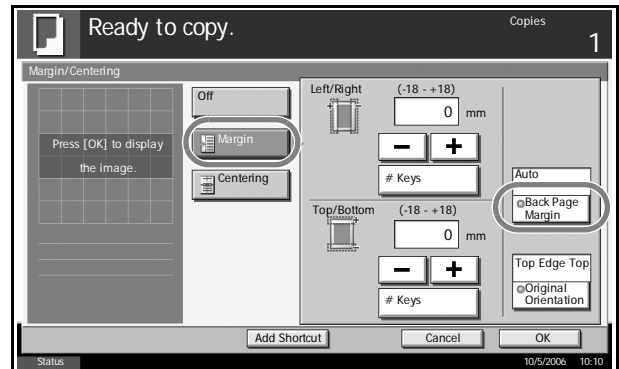 Ready to copy.
Copies
1
Margin/Centering
Press [OK] to display
the image.
Off
Margin
Centering
Left/Right
(-18 - +18)
0 mm
# Keys
Top/Bottom
(-18 - +18)
0 mm
# Keys
Auto
Back Page
Margin
Top Edge Top
Original
Orientation
Add Shortcut
Cancel
OK
Status
10/5/2006 10:10